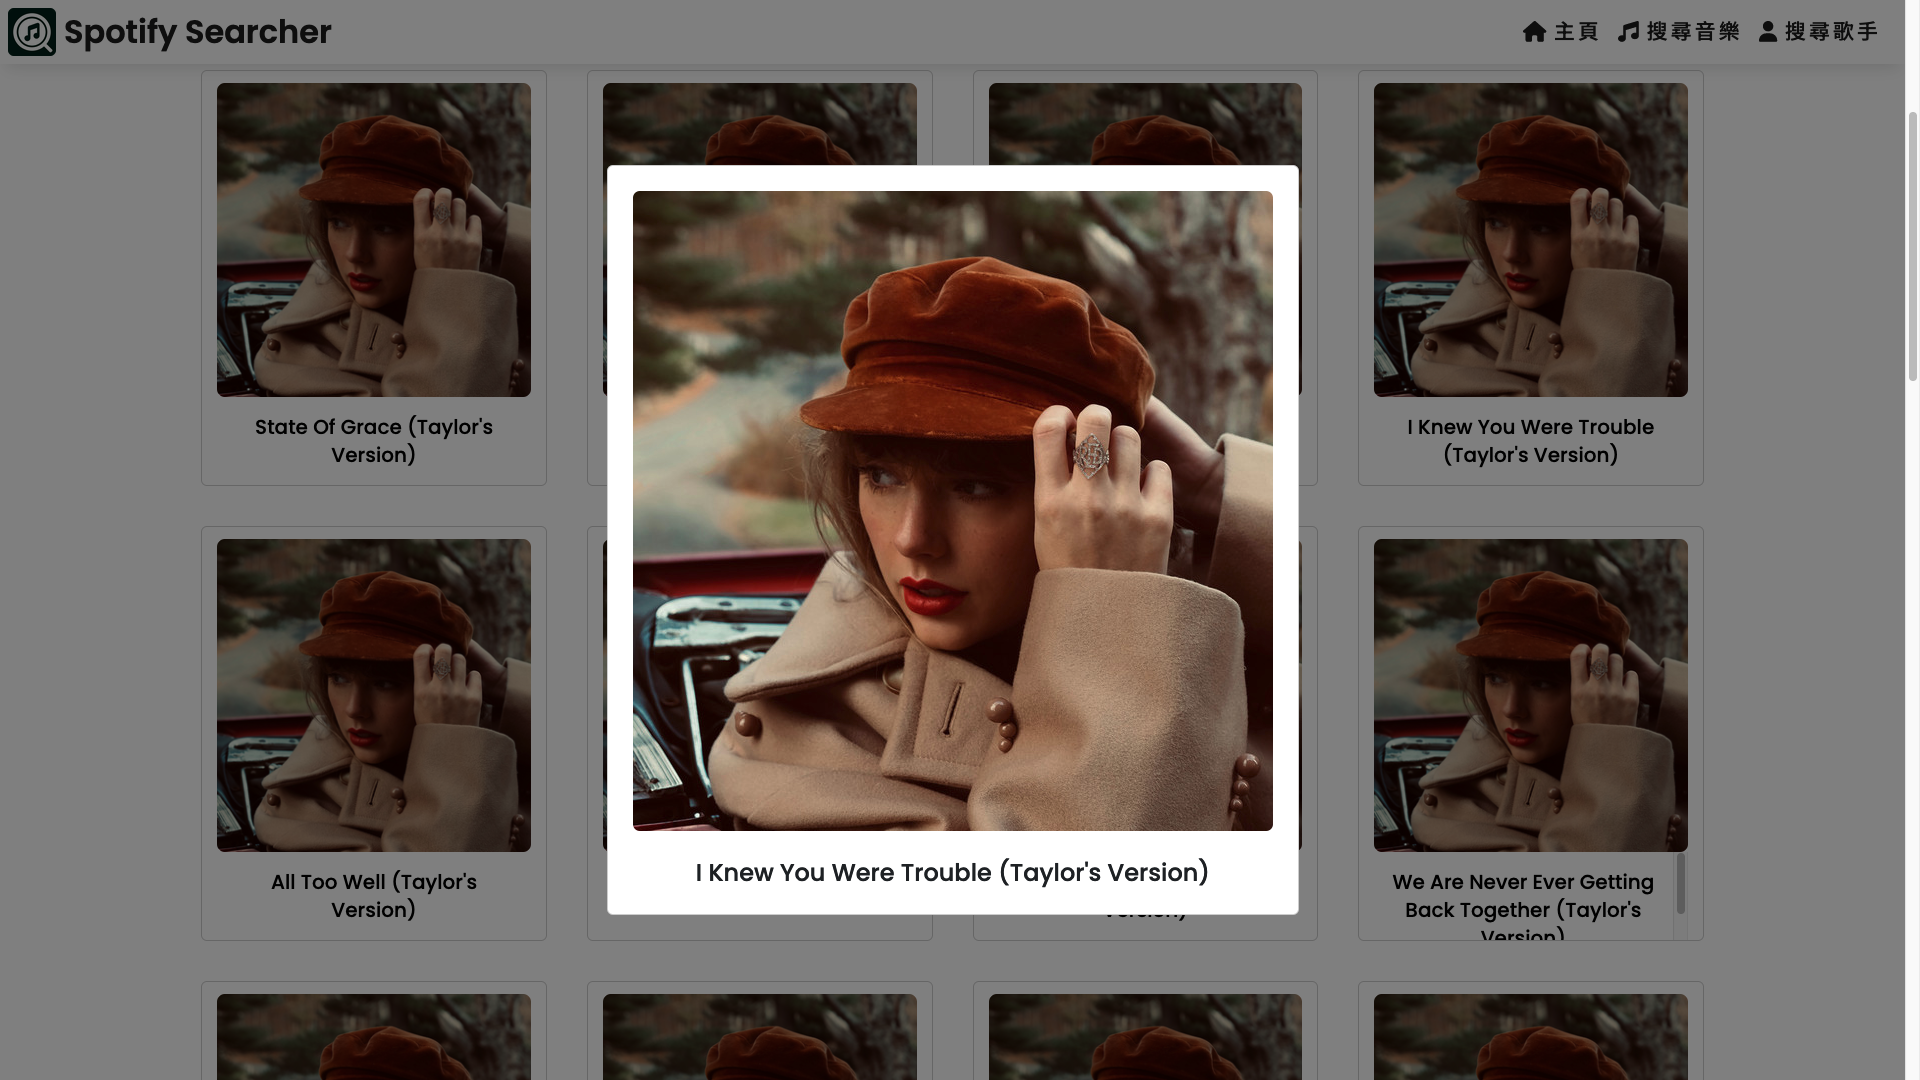 Spotify Searcher
主頁
搜尋音樂
搜尋歌手
State Of Grace (Taylor's
Version)
I Knew You Were Trouble
(Taylor's Version)
I Knew You Were Trouble (Taylor's Version)
All Too Well (Taylor's
Version)
Version)
We Are Never Ever Getting
Back Together (Taylor's
Version)